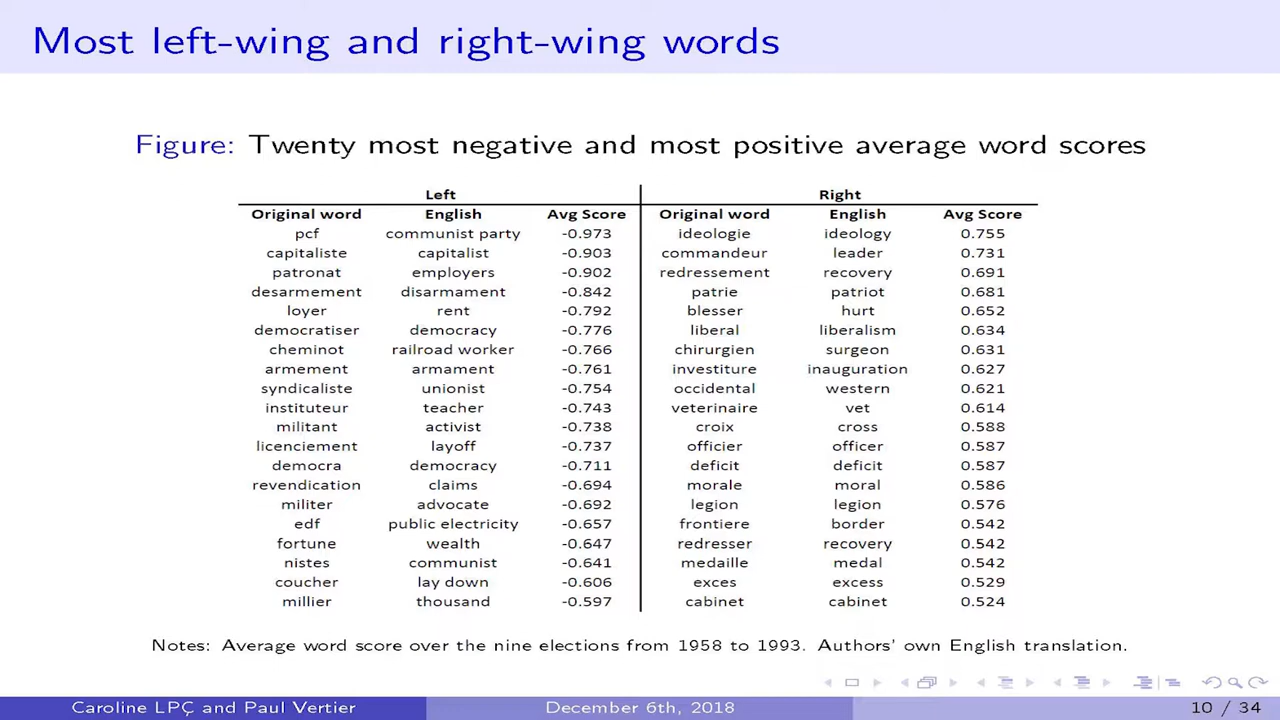 Most left-wing and right-wing words
Figure: Twenty most negative and most positive average word scores
Left Right
Original word English Avg Score Original word English Avg Score
pcf communist party -0.973 ideologie ideology 0.755
capitaliste capitalist -0.903 commandeur leader 0.731
patronat employers -0.902 redressement recovery 0.691
desarmement disarmament -0.842 patrie patriot 0.681
loyer rent -0.792 blesser hurt 0.652
democratiser democracy -0.776 liberal liberalism 0.634
cheminot railroad worker -0.766 chirurgien surgeon 0.631
armement armament -0.761 investiture inauguration 0.627
syndicaliste unionist -0.754 occidental western 0.621
instituteur teacher -0.743 veterinaire vet 0.614
militant activist -0.738 croix cross 0.588
licenciement layoff -0.737 officier officer 0.587
democra democracy -0.711 deficit deficit 0.587
revendication claims -0.694 morale moral 0.586
militer advocate -0.692 legion legion 0.576
edf public electricity -0.657 frontiere border 0.542
fortune wealth -0.647 redresser recovery 0.542
nistes communist -0.641 medaille medal 0.542
coucher lay down -0.606 exces excess 0.529
millier thousand -0.597 cabinet cabinet 0.524
Notes: Average word score over the nine elections from 1958 to 1993. Authors' own English translation.
Caroline LPÇ and Paul Vertier December 6th, 2018 10 / 34